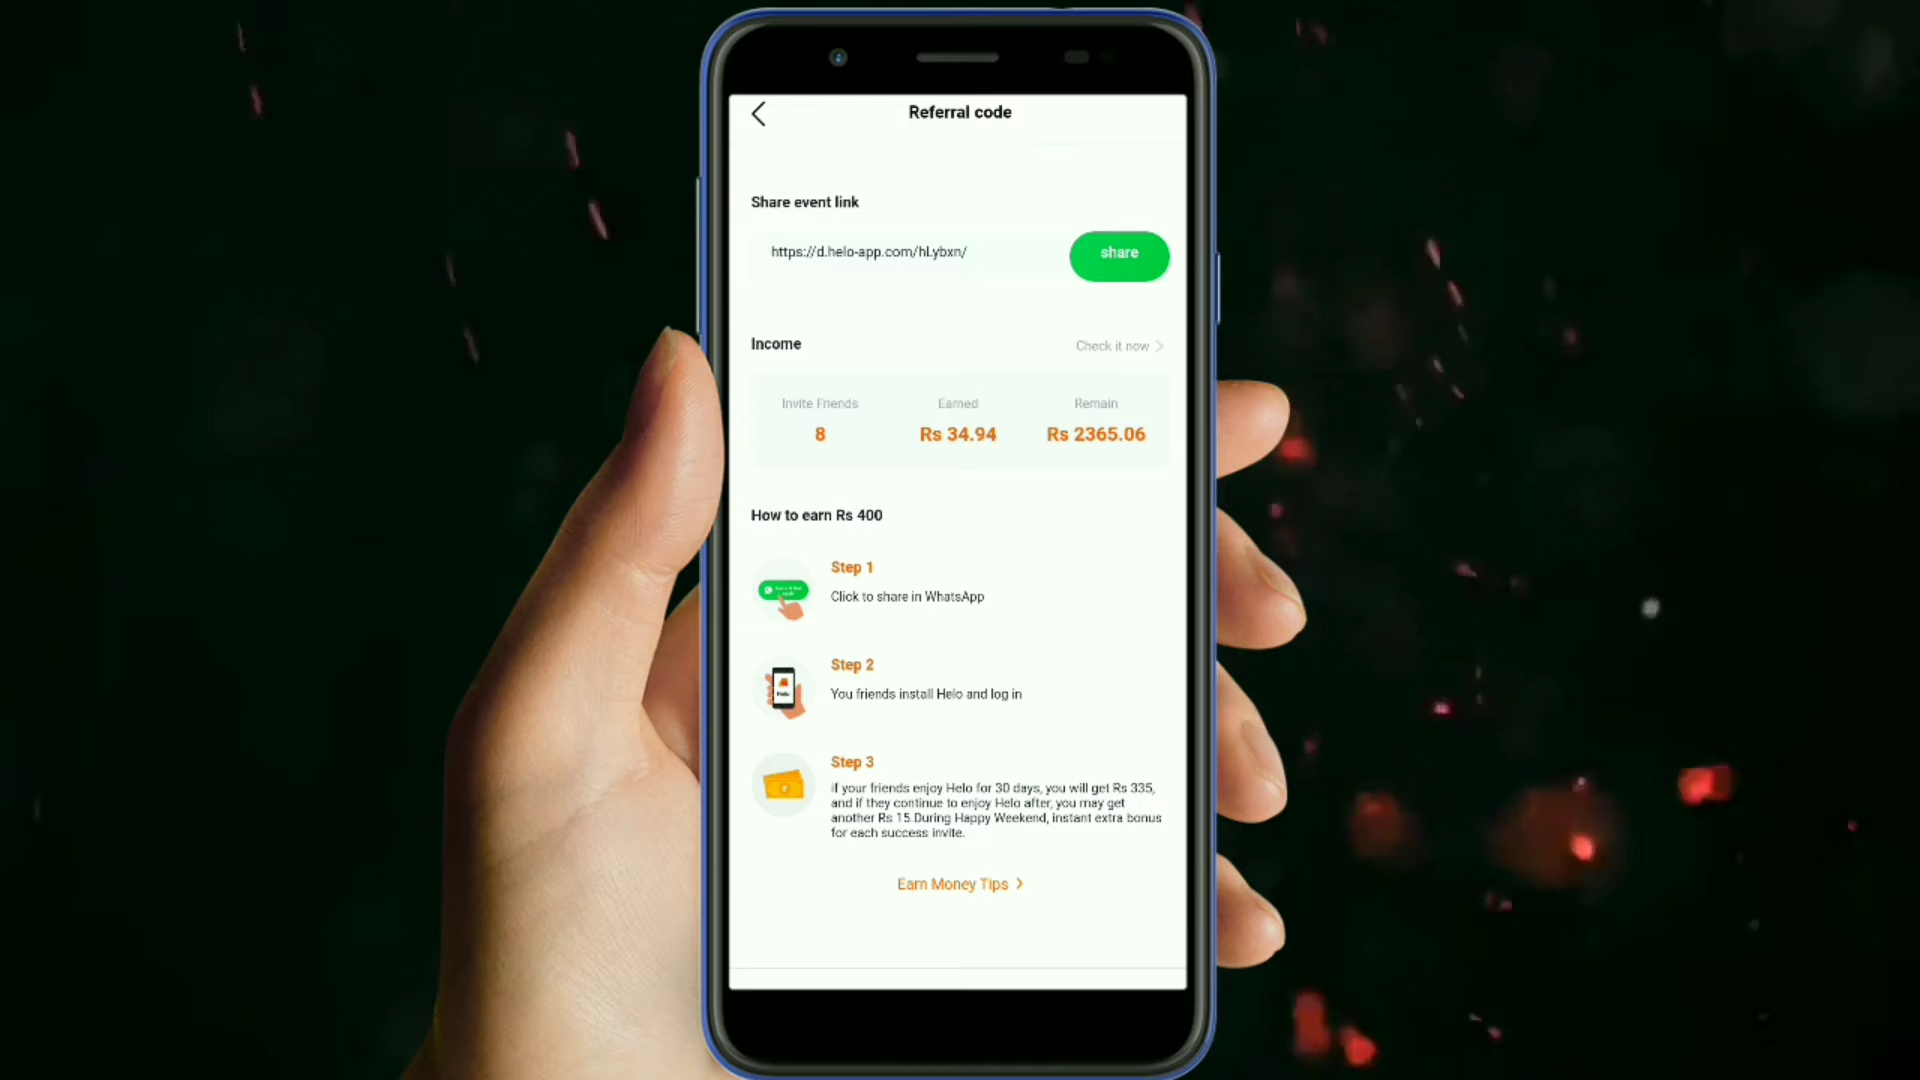 Referral code
Share event link
https://d.helo-app.com/hLybxn/
share
Income
Check it now
Invite Friends
Earned
Remain
8
Rs 34.94
Rs 2365.06
How to earn Rs 400
Step 1
Click to share in WhatsApp
Step 2
You friends install Helo and log in
Helo
Step 3
if your friends enjoy Helo for 30 days, you will get Rs 335,
and if they continue to enjoy Helo after, you may get
another Rs 15.During Happy Weekend, instant extra bonus
for each success invite.
Earn Money Tips